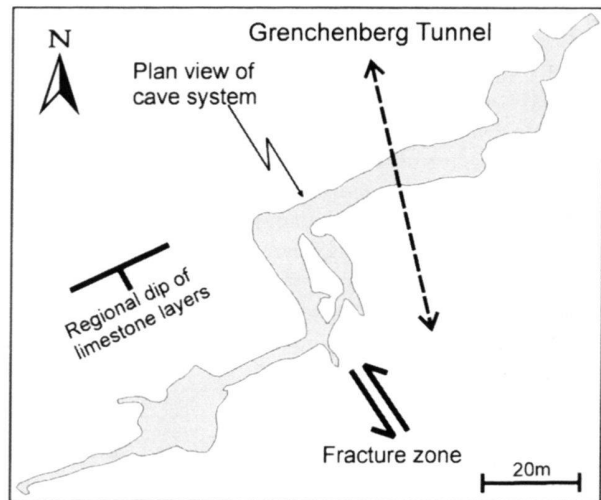 N
Grenchenberg Tunnel
Plan view of
cave system
Regional dip of
limestone layers
Fracture zone
20m